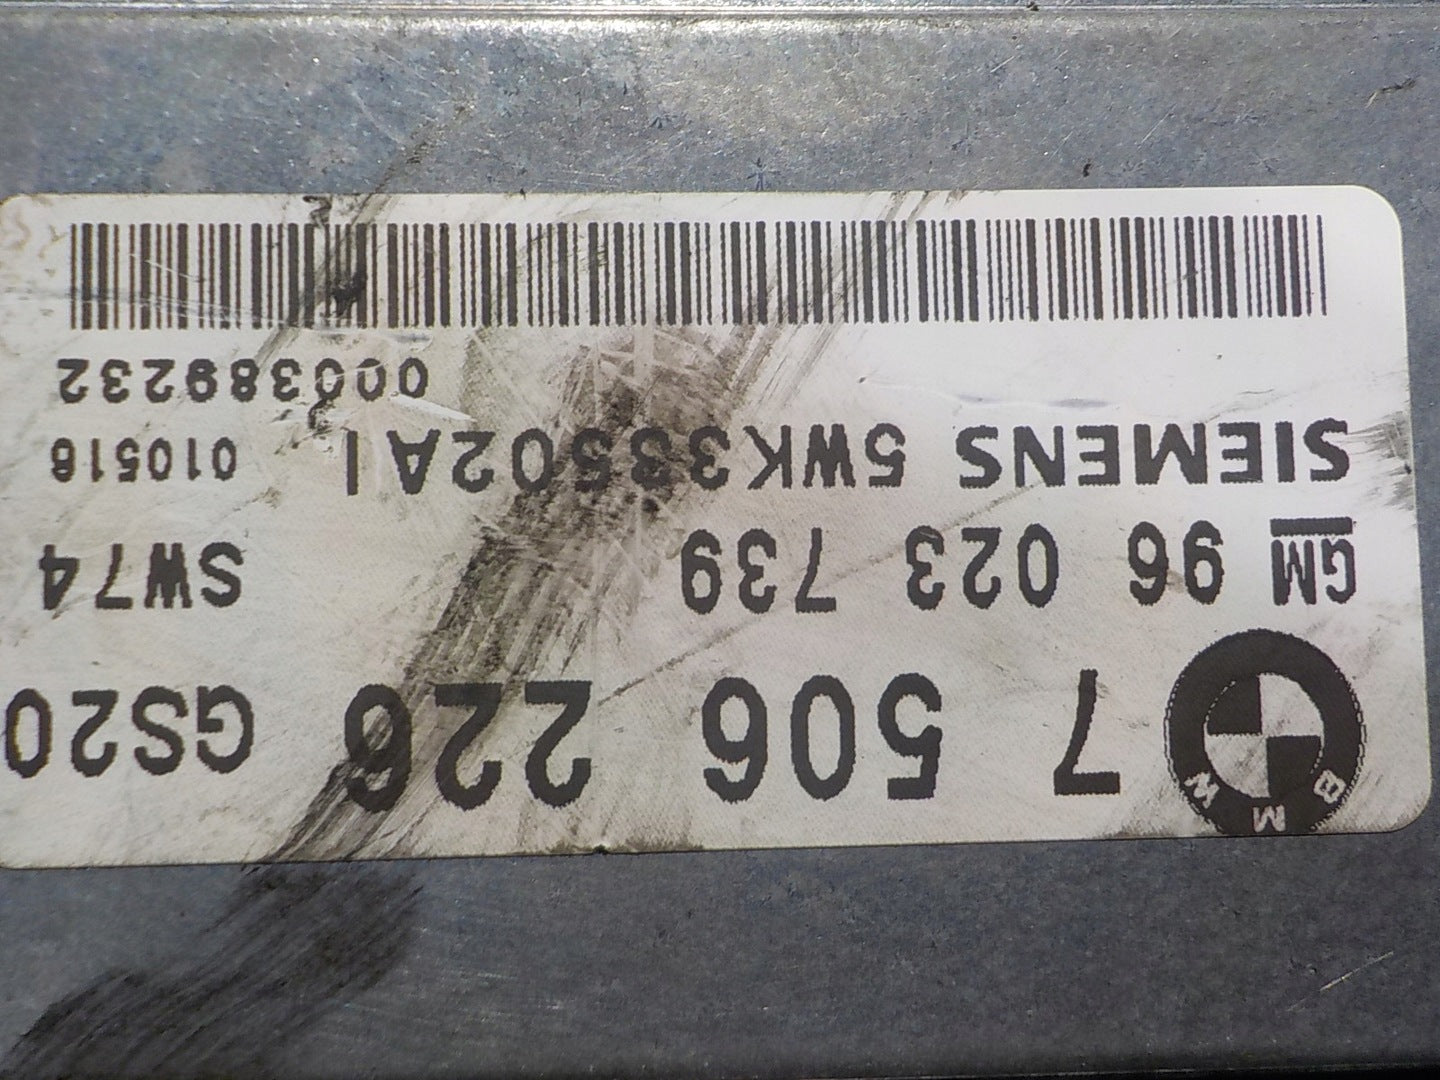 BMW 7 506 226 GS20
GM 96 023 739 SW74
SIEMENS 5WK33502AI 010518
000389232